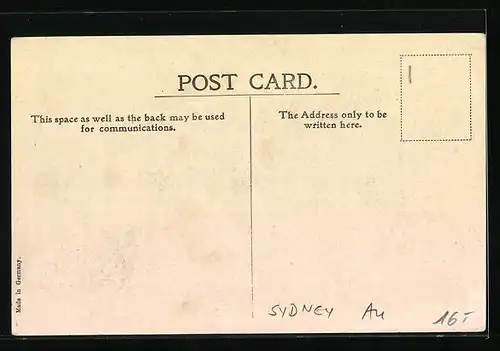 POST CARD.
This space as well as the back may be used
for communications.
The Address only to be
written here.
Made in Germany.
SYDNEY Au 16-